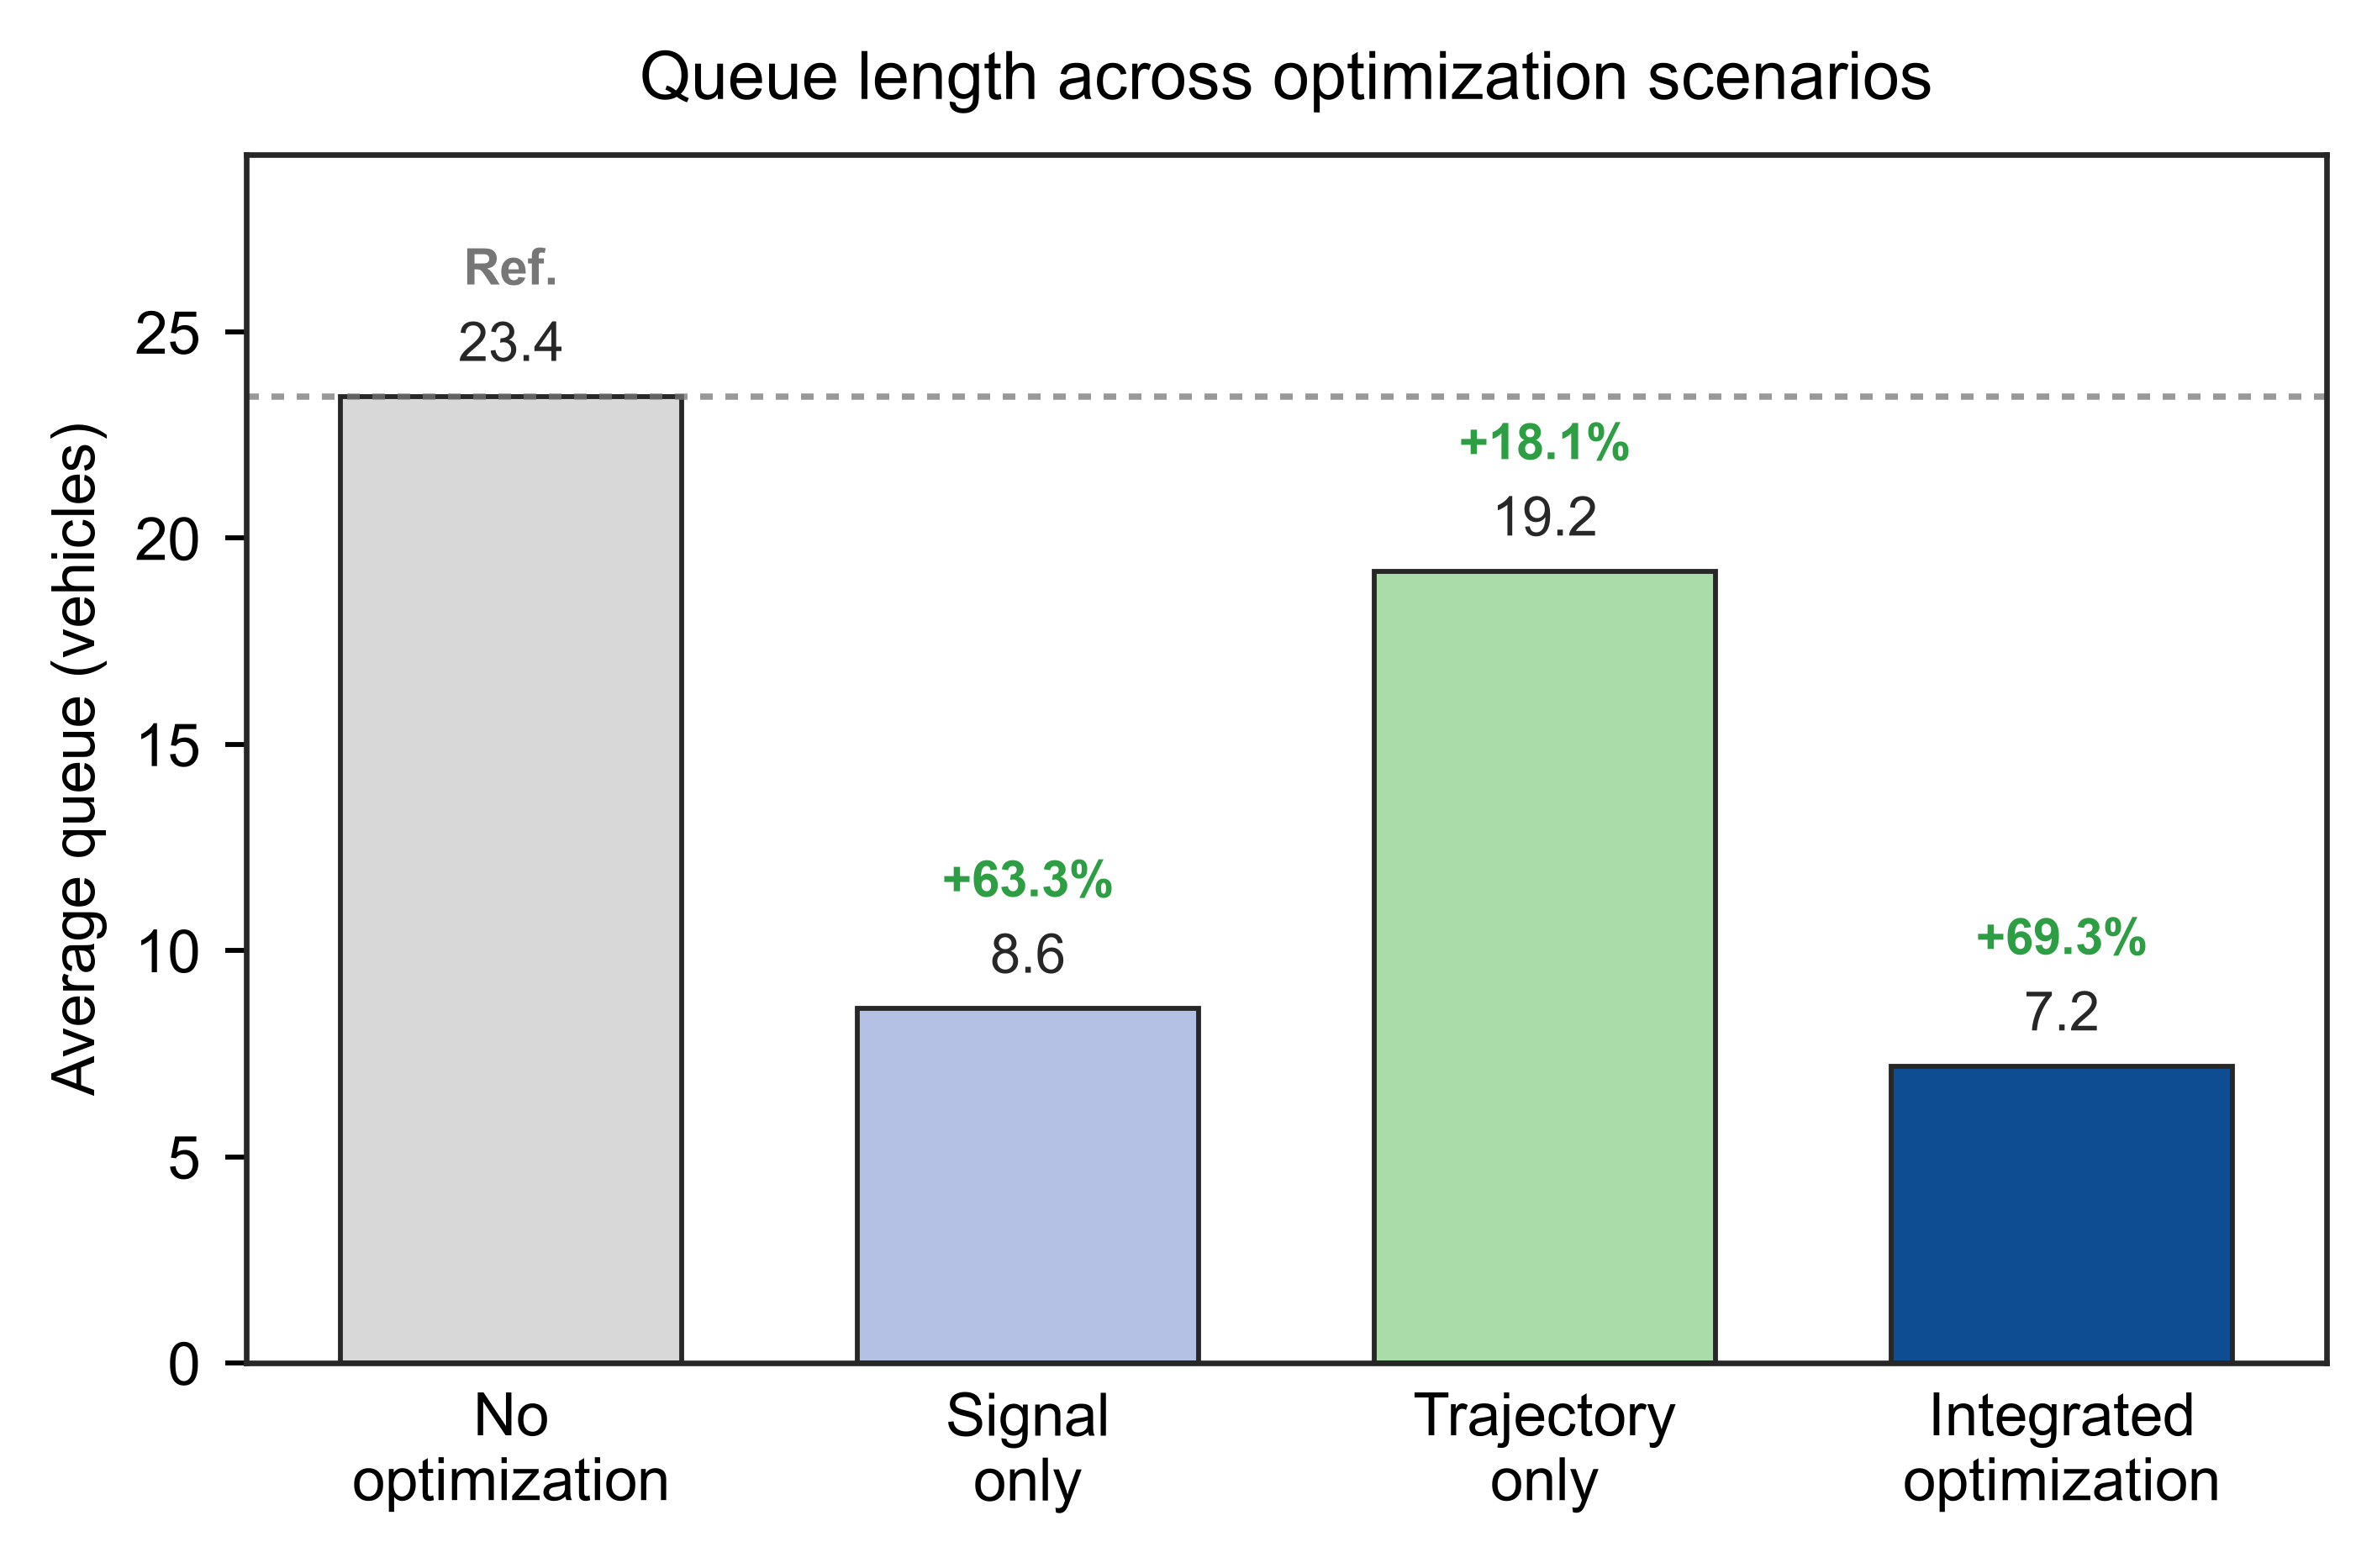 Queue length across optimization scenarios
Average queue (vehicles)
25
20
15
10
5
0
Ref.
23.4
+63.3%
8.6
+18.1%
19.2
+69.3%
7.2
No
optimization
Signal
only
Trajectory
only
Integrated
optimization